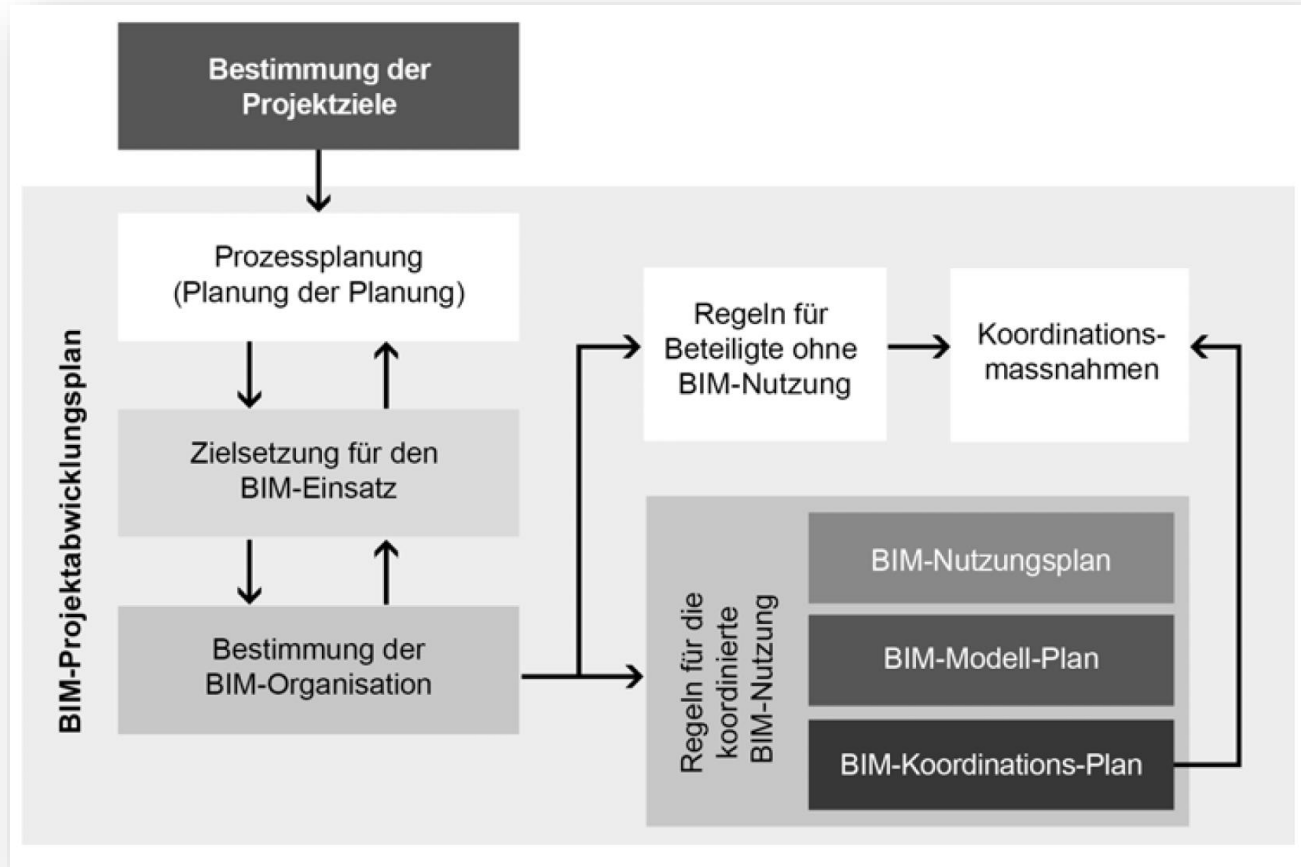 Bestimmung der
Projektziele
BIM-Projektabwicklungsplan
Prozessplanung
(Planung der Planung)
Zielsetzung für den
BIM-Einsatz
Bestimmung der
BIM-Organisation
Regeln für
Beteiligte ohne
BIM-Nutzung
Koordinations-
massnahmen
Regeln für die
koordinierte
BIM-Nutzung
BIM-Nutzungsplan
BIM-Modell-Plan
BIM-Koordinations-Plan